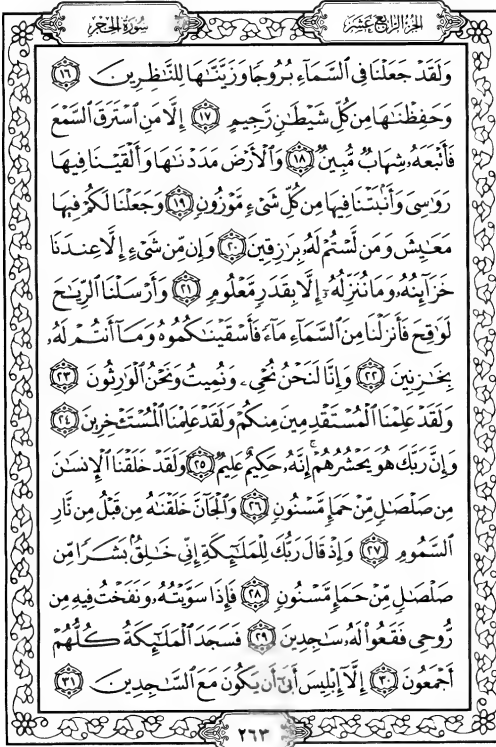 الجزء الرابع عشر
سورة الحجر
وَلَقَدْ جَعَلْنَا فِي ٱلسَّمَآءِ بُرُوجًا وَزَيَّنَّٰهَا لِلنَّٰظِرِينَ ١٦
وَحَفِظْنَٰهَا مِن كُلِّ شَيْطَٰنٍ رَّجِيمٍ ١٧ إِلَّا مَنِ ٱسْتَرَقَ ٱلسَّمْعَ
فَأَتْبَعَهُۥ شِهَابٌ مُّبِينٌ ١٨ وَٱلْأَرْضَ مَدَدْنَٰهَا وَأَلْقَيْنَا فِيهَا
رَوَٰسِىَ وَأَنۢبَتْنَا فِيهَا مِن كُلِّ شَىْءٍ مَّوْزُونٍ ١٩ وَجَعَلْنَا لَكُمْ فِيهَا
مَعَٰيِشَ وَمَن لَّسْتُمْ لَهُۥ بِرَٰزِقِينَ ٢٠ وَإِن مِّن شَىْءٍ إِلَّا عِندَنَا
خَزَآئِنُهُۥ وَمَا نُنَزِّلُهُۥٓ إِلَّا بِقَدَرٍ مَّعْلُومٍ ٢١ وَأَرْسَلْنَا ٱلرِّيَٰحَ
لَوَٰقِحَ فَأَنزَلْنَا مِنَ ٱلسَّمَآءِ مَآءً فَأَسْقَيْنَٰكُمُوهُ وَمَآ أَنتُمْ لَهُۥ
بِخَٰزِنِينَ ٢٢ وَإِنَّا لَنَحْنُ نُحْىِۦ وَنُمِيتُ وَنَحْنُ ٱلْوَٰرِثُونَ ٢٣
وَلَقَدْ عَلِمْنَا ٱلْمُسْتَقْدِمِينَ مِنكُمْ وَلَقَدْ عَلِمْنَا ٱلْمُسْتَـْٔخِرِينَ ٢٤
وَإِنَّ رَبَّكَ هُوَ يَحْشُرُهُمْ ۚ إِنَّهُۥ حَكِيمٌ عَلِيمٌ ٢٥ وَلَقَدْ خَلَقْنَا ٱلْإِنسَٰنَ
مِن صَلْصَٰلٍ مِّنْ حَمَإٍ مَّسْنُونٍ ٢٦ وَٱلْجَآنَّ خَلَقْنَٰهُ مِن قَبْلُ مِن نَّارِ
ٱلسَّمُومِ ٢٧ وَإِذْ قَالَ رَبُّكَ لِلْمَلَٰٓئِكَةِ إِنِّى خَٰلِقٌۢ بَشَرًا مِّن
صَلْصَٰلٍ مِّنْ حَمَإٍ مَّسْنُونٍ ٢٨ فَإِذَا سَوَّيْتُهُۥ وَنَفَخْتُ فِيهِ مِن
رُّوحِى فَقَعُوا۟ لَهُۥ سَٰجِدِينَ ٢٩ فَسَجَدَ ٱلْمَلَٰٓئِكَةُ كُلُّهُمْ
أَجْمَعُونَ ٣٠ إِلَّآ إِبْلِيسَ أَبَىٰٓ أَن يَكُونَ مَعَ ٱلسَّٰجِدِينَ ٣١
٢٦٣